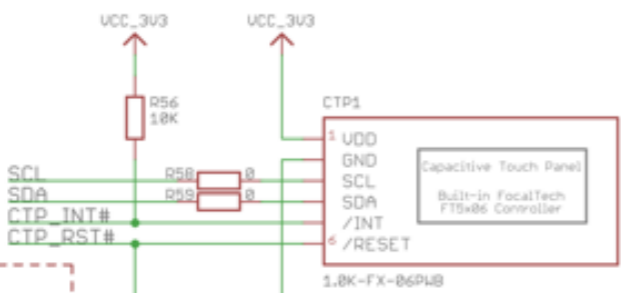 VCC_3V3
VCC_3V3
R56
10K
CTP1
1 VDD
GND
SCL R58 0 SCL
SDA R59 0 SDA
CTP_INT# /INT
CTP_RST# 6 /RESET
Capacitive Touch Panel
Built-in FocalTech
FT5x06 Controller
1.0K-FX-06PWB